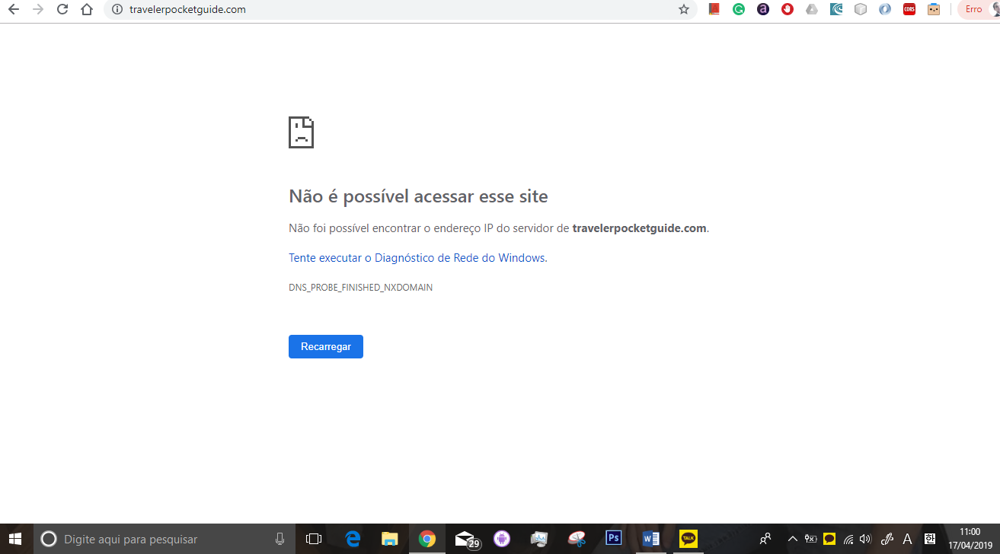 travelerpocketguide.com
CORS
Erro
Não é possível acessar esse site
Não foi possível encontrar o endereço IP do servidor de travelerpocketguide.com.
Tente executar o Diagnóstico de Rede do Windows.
DNS_PROBE_FINISHED_NXDOMAIN
Recarregar
Digite aqui para pesquisar
29
Ps
TALK
A
한
11:00
17/04/2019